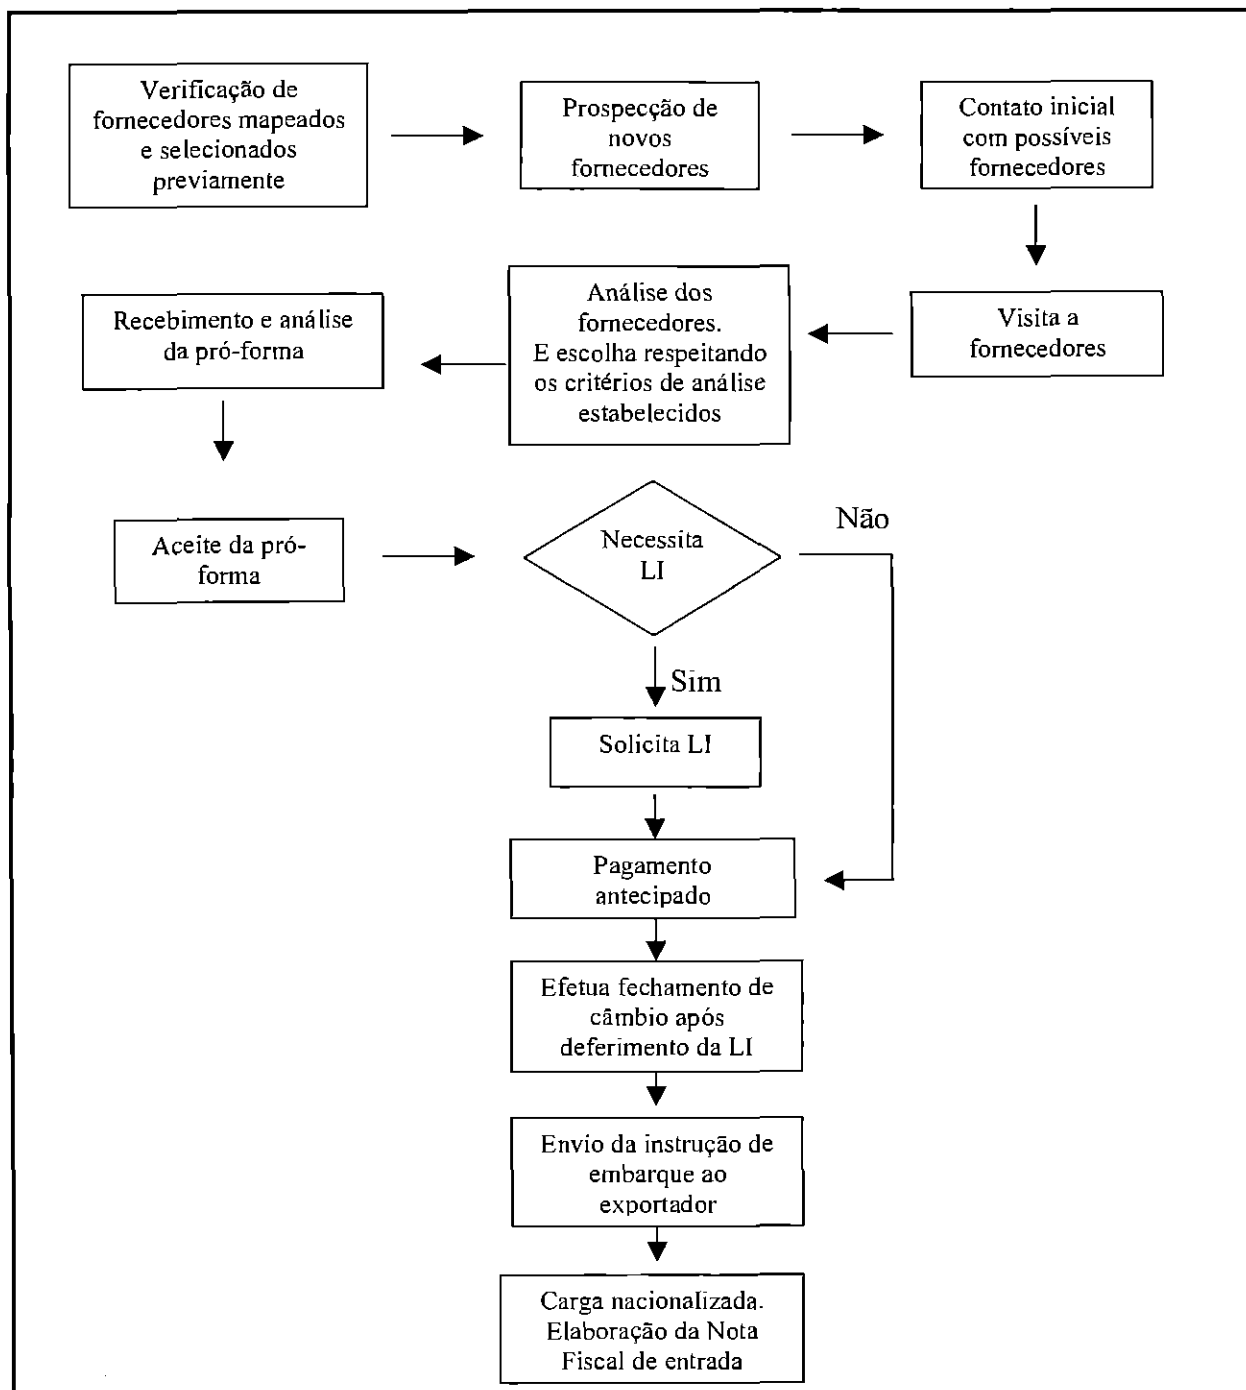 Verificação de
fornecedores mapeados
e selecionados
previamente
Prospecção de
novos
fornecedores
Contato inicial
com possíveis
fornecedores
Visita a
fornecedores
Análise dos
fornecedores.
E escolha respeitando
os critérios de análise
estabelecidos
Recebimento e análise
da pró-forma
Aceite da pró-
forma
Necessita
LI
Não
Sim
Solicita LI
Pagamento
antecipado
Efetua fechamento de
câmbio após
deferimento da LI
Envio da instrução de
embarque ao
exportador
Carga nacionalizada.
Elaboração da Nota
Fiscal de entrada